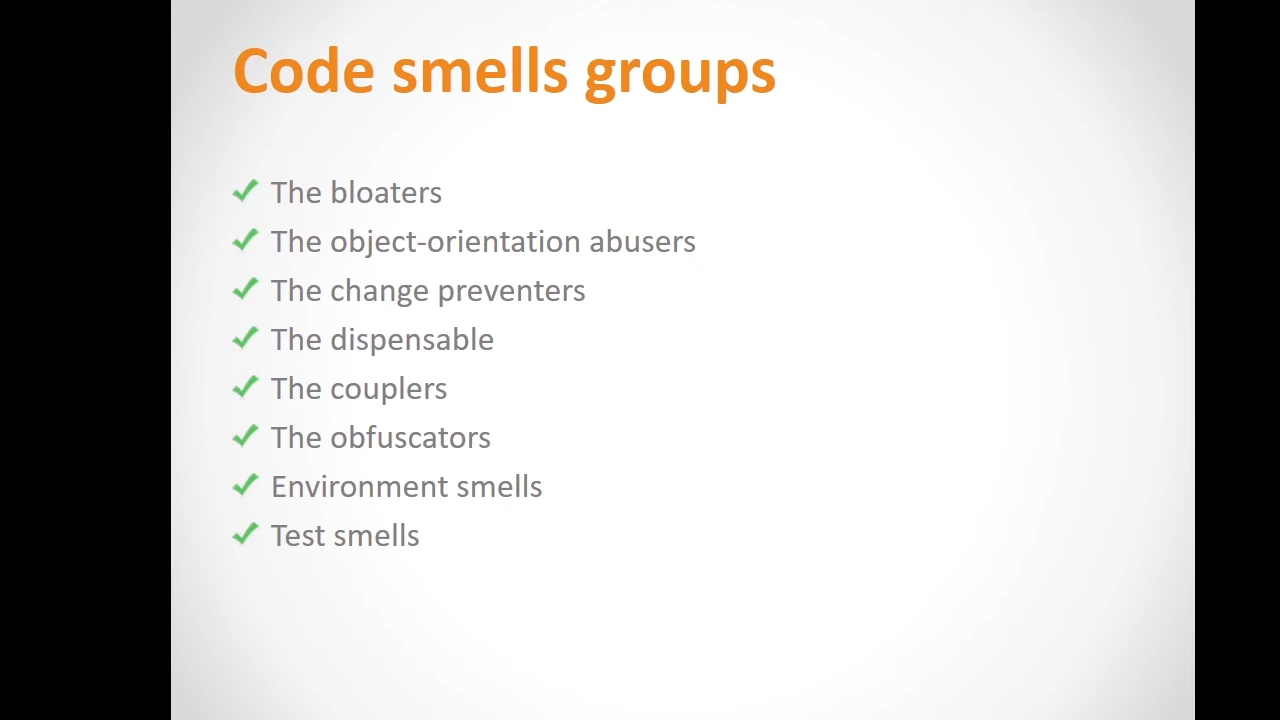 Code smells groups
The bloaters
The object-orientation abusers
The change preventers
The dispensable
The couplers
The obfuscators
Environment smells
Test smells